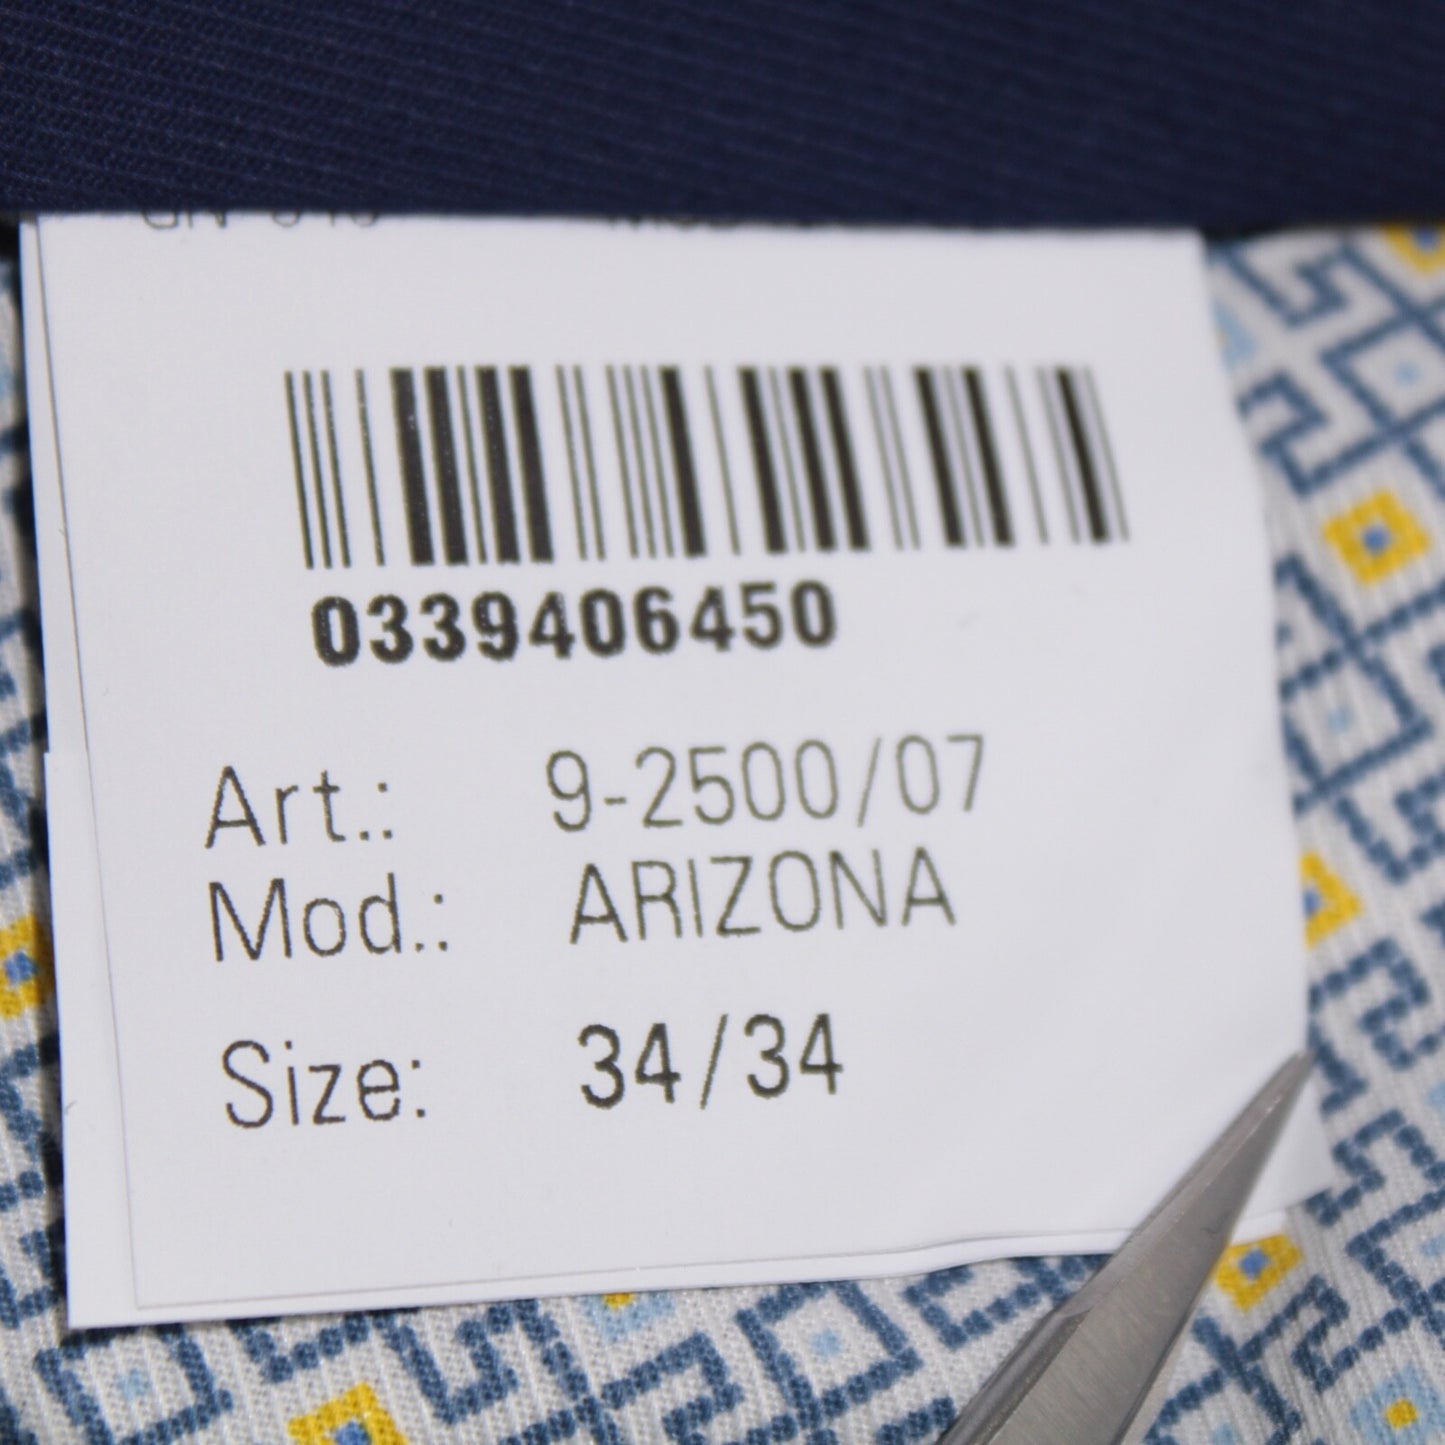 0339406450
Art.: 9-2500/07
Mod.: ARIZONA
Size: 34/34